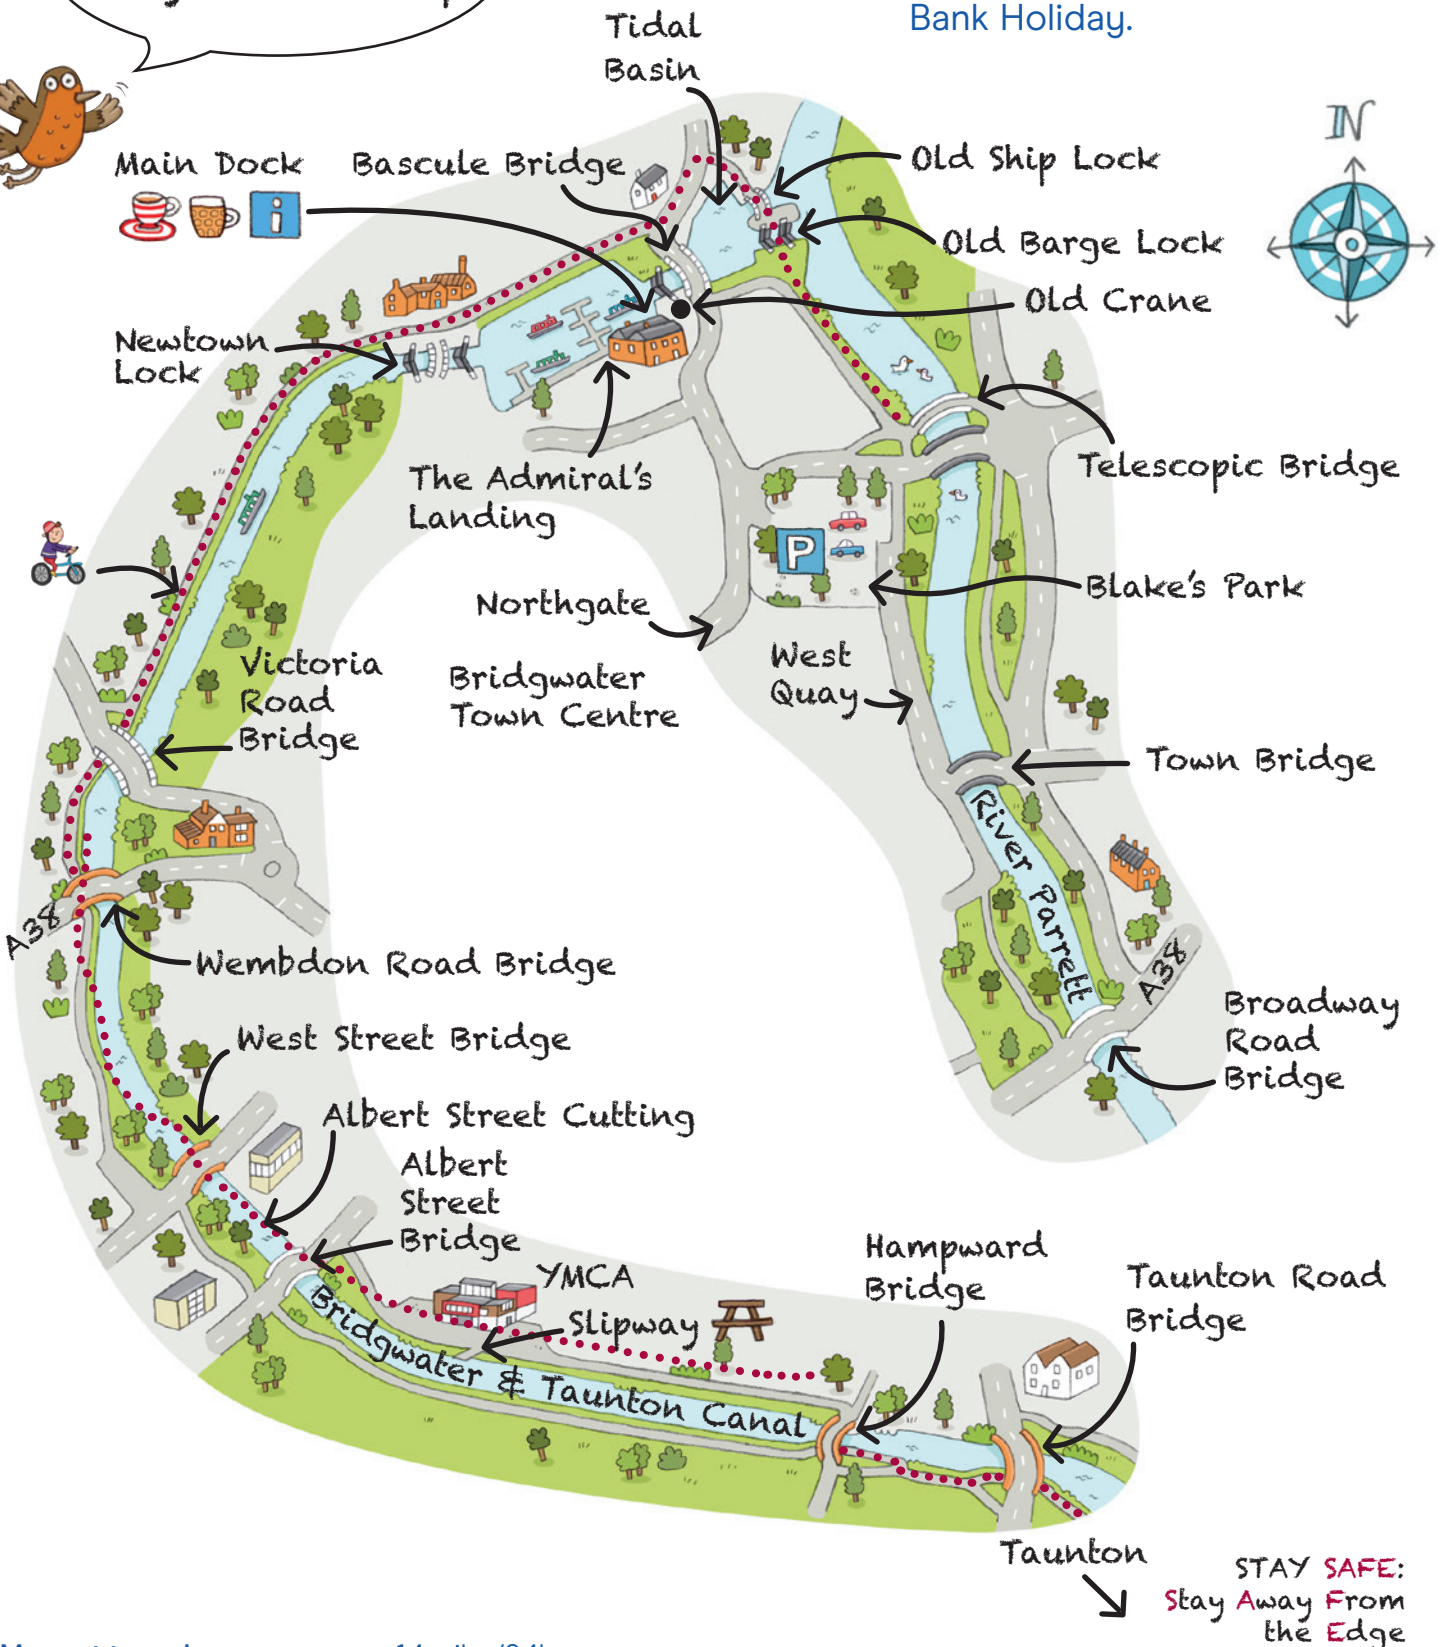 Bank Holiday.
Tidal
Basin
N
Main Dock
Bascule Bridge
Old Ship Lock
Old Barge Lock
Old Crane
Newtown
Lock
The Admiral's
Landing
Telescopic Bridge
P
Blake's Park
Northgate
West
Quay
Victoria
Road
Bridge
Bridgwater
Town Centre
Town Bridge
River Parrett
A38
A38
Wembdon Road Bridge
Broadway
Road
Bridge
West Street Bridge
Albert Street Cutting
Albert
Street
Bridge
Hampward
Bridge
YMCA
Slipway
Taunton Road
Bridge
Bridgwater & Taunton Canal
Taunton
STAY SAFE:
Stay Away From
the Edge